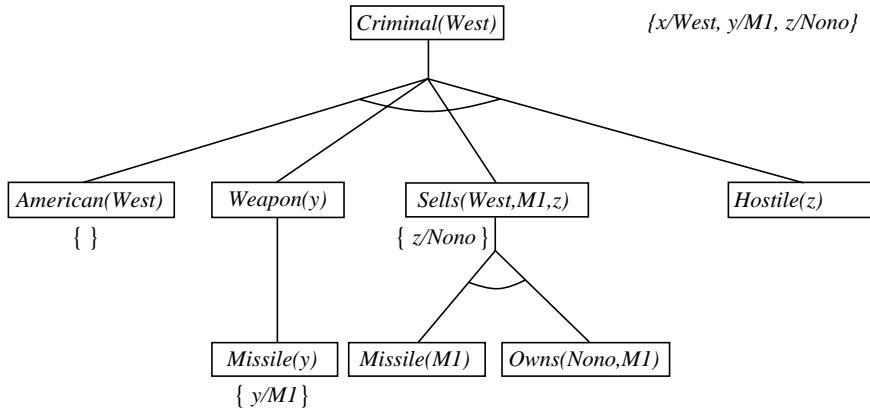 Criminal(West)
{x/West, y/M1, z/Nono}
American(West)
Weapon(y)
Sells(West,M1,z)
Hostile(z)
{ }
{ z/Nono }
Missile(y)
Missile(M1)
Owns(Nono,M1)
{ y/M1 }